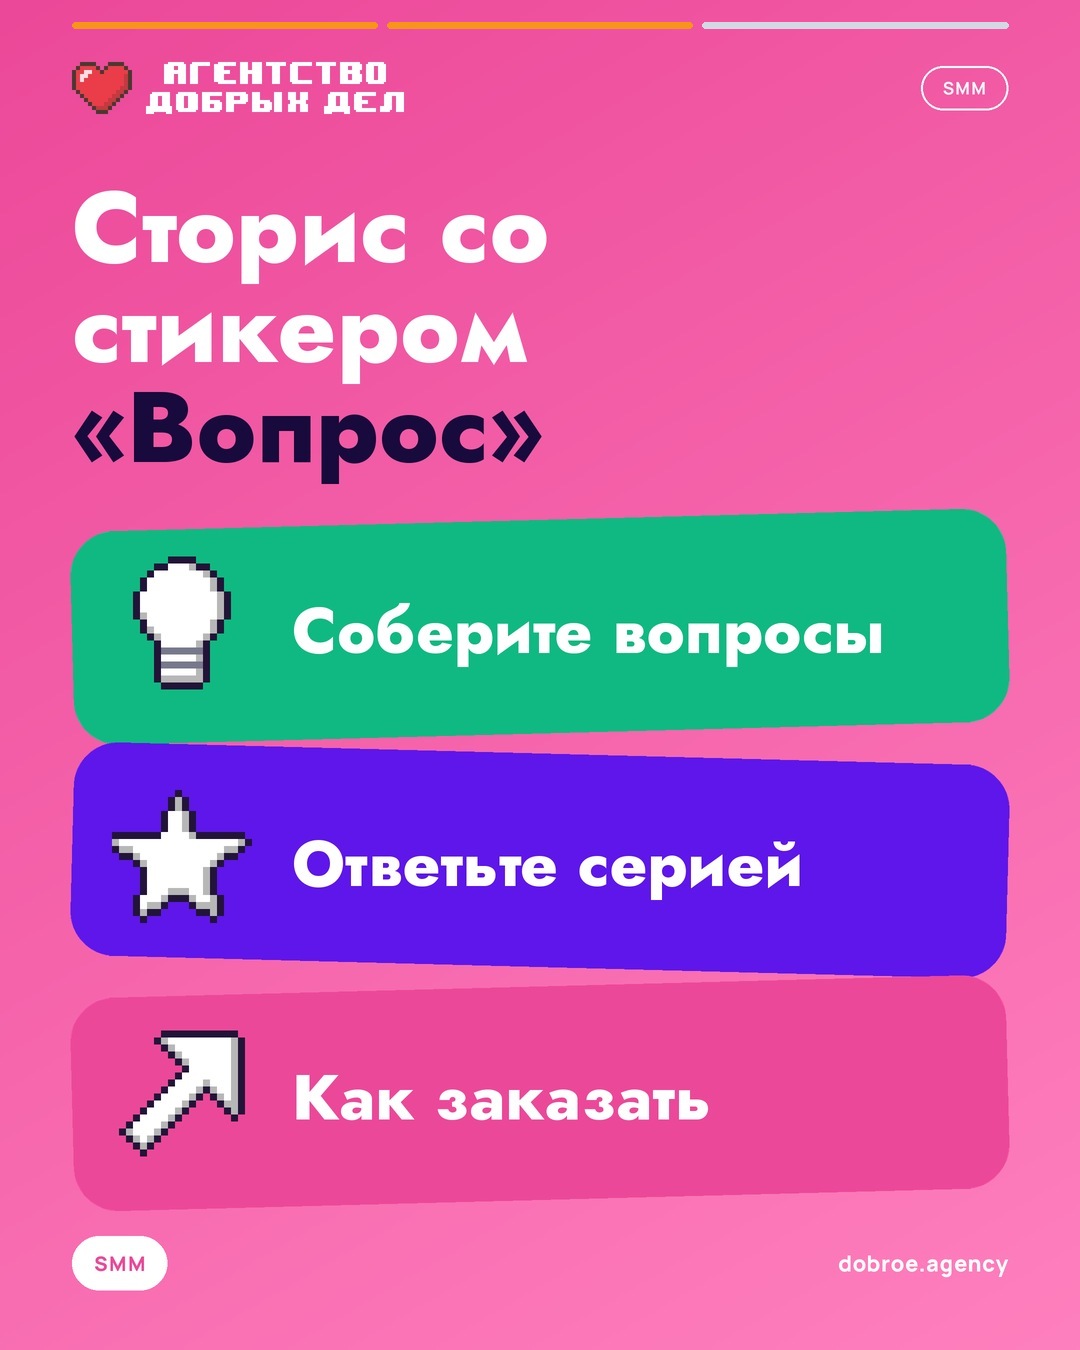 АГЕНТСТВО
ДОБРЫХ ДЕЛ
SMM
Сторис со
стикером
«Вопрос»
Соберите вопросы
Ответьте серией
Как заказать
SMM
dobroe.agency